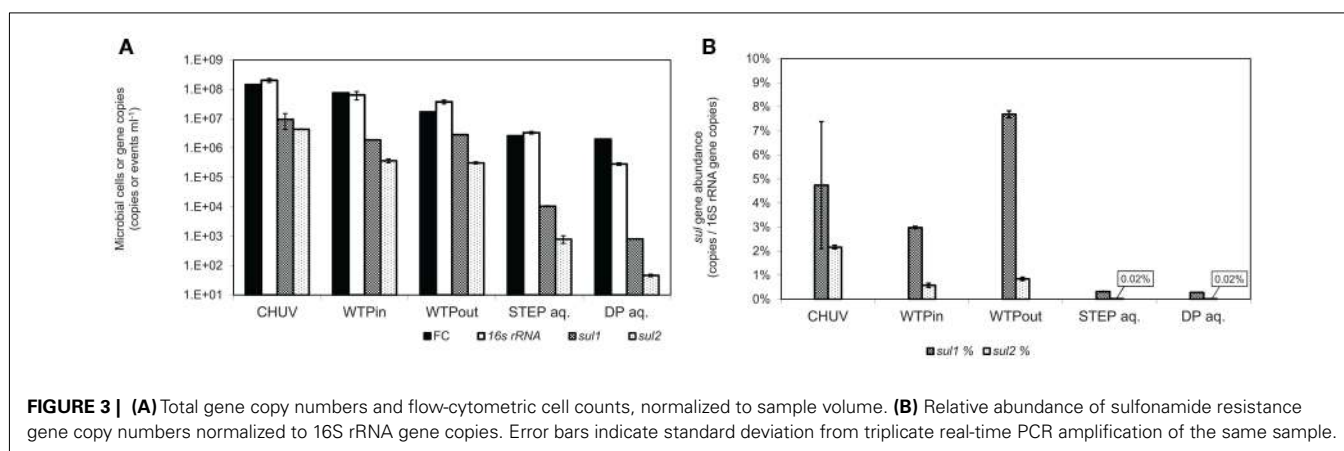 A
Microbial cells or gene copies
(copies or events ml⁻¹)
1.E+09
1.E+08
1.E+07
1.E+06
1.E+05
1.E+04
1.E+03
1.E+02
1.E+01
CHUV WTPin WTPout STEP aq. DP aq.
FC 16s rRNA sul1 sul2
B
sul gene abundance
(copies / 16S rRNA gene copies)
10%
9%
8%
7%
6%
5%
4%
3%
2%
1%
0%
0.02% 0.02%
CHUV WTPin WTPout STEP aq. DP aq.
sul1 % sul2 %
FIGURE 3 | (A) Total gene copy numbers and flow-cytometric cell counts, normalized to sample volume. (B) Relative abundance of sulfonamide resistance
gene copy numbers normalized to 16S rRNA gene copies. Error bars indicate standard deviation from triplicate real-time PCR amplification of the same sample.